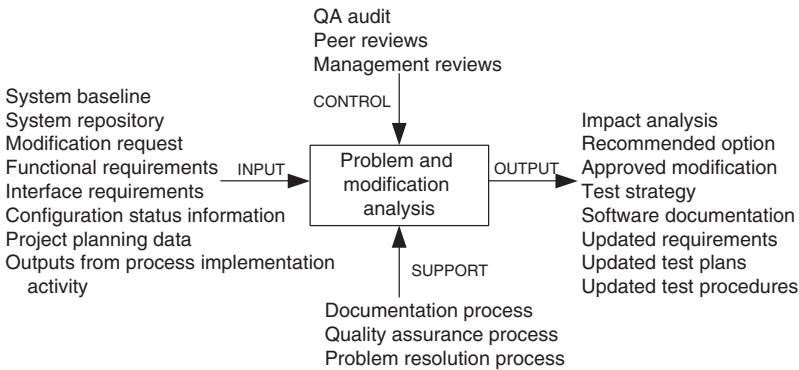 QA audit
Peer reviews
Management reviews
CONTROL
System baseline
System repository
Modification request
Functional requirements
Interface requirements
Configuration status information
Project planning data
Outputs from process implementation
activity
INPUT
Problem and
modification
analysis
OUTPUT
Impact analysis
Recommended option
Approved modification
Test strategy
Software documentation
Updated requirements
Updated test plans
Updated test procedures
SUPPORT
Documentation process
Quality assurance process
Problem resolution process